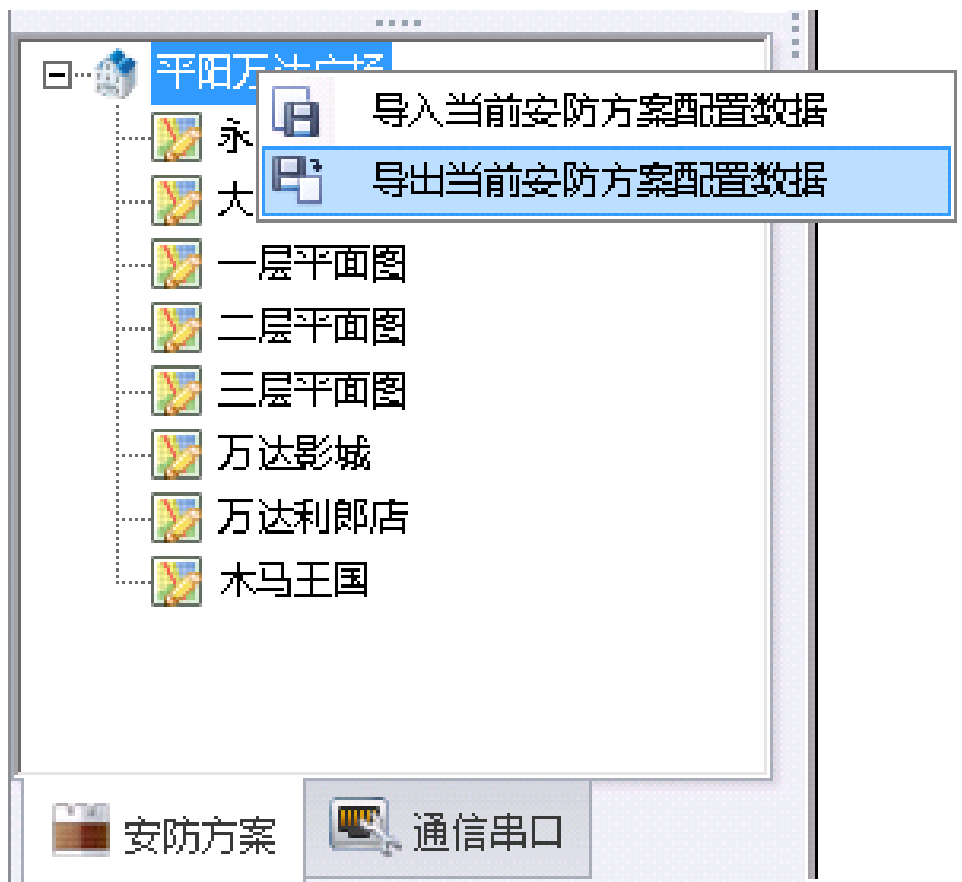 平阳万达广场
导入当前安防方案配置数据
永
导出当前安防方案配置数据
大
一层平面图
二层平面图
三层平面图
万达影城
万达利郎店
木马王国
安防方案
通信串口